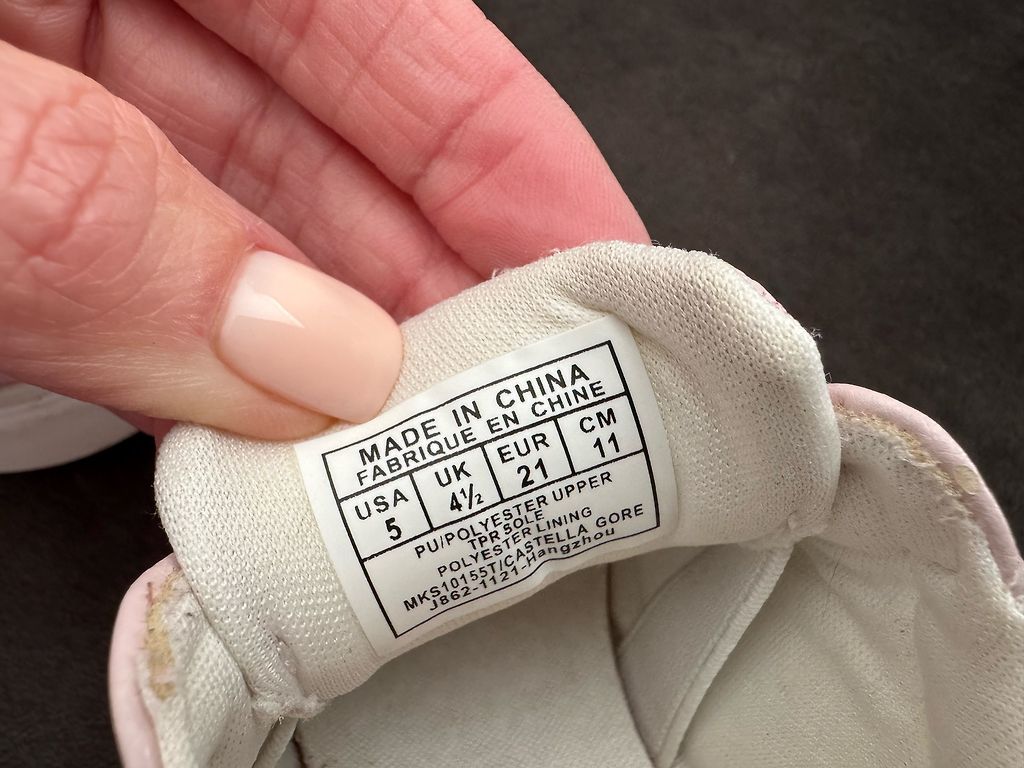 MADE IN CHINA
FABRIQUE EN CHINE
USA UK EUR CM
5 4½ 21 11
PU/POLYESTER UPPER
TPR SOLE
POLYESTER LINING
MKS10155T/CASTELLA GORE
J862-1121-Hangzhou